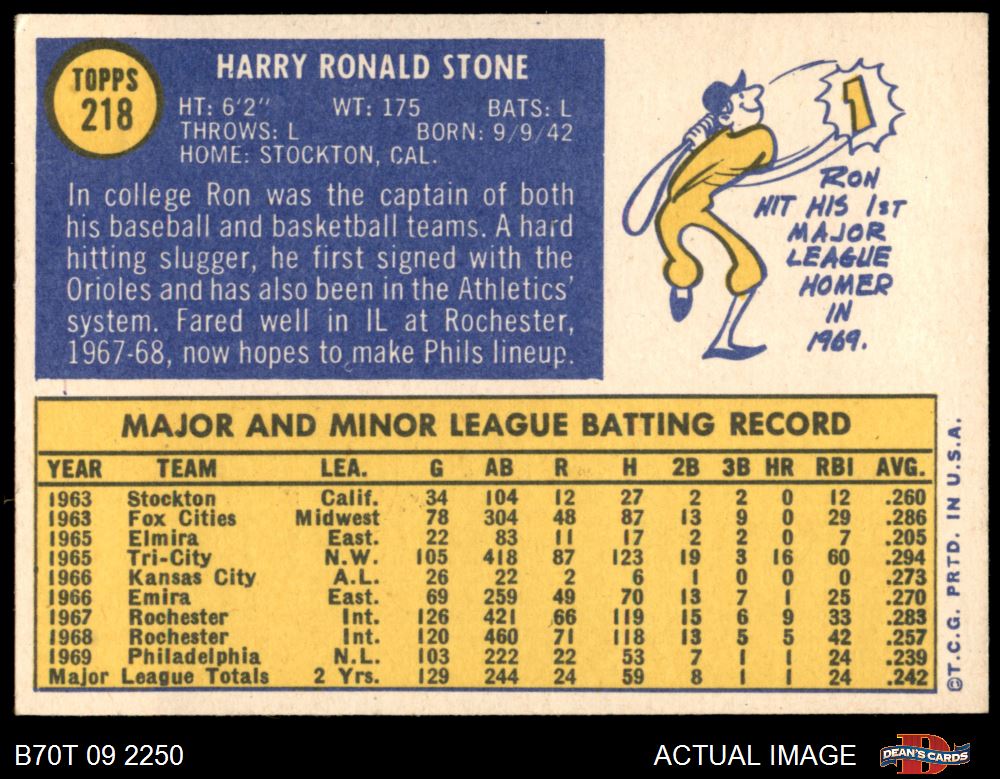 TOPPS
218
HARRY RONALD STONE
HT: 6'2" WT: 175 BATS: L
THROWS: L BORN: 9/9/42
HOME: STOCKTON, CAL.
In college Ron was the captain of both
his baseball and basketball teams. A hard
hitting slugger, he first signed with the
Orioles and has also been in the Athletics'
system. Fared well in IL at Rochester,
1967-68, now hopes to make Phils lineup.
1
RON
HIT HIS 1ST
MAJOR
LEAGUE
HOMER
IN
1969.
MAJOR AND MINOR LEAGUE BATTING RECORD
YEAR TEAM LEA. G AB R H 2B 3B HR RBI AVG.
1963 Stockton Calif. 34 104 12 27 2 2 0 12 .260
1963 Fox Cities Midwest 78 304 48 87 13 9 0 29 .286
1965 Elmira East. 22 83 11 17 2 2 0 7 .205
1965 Tri-City N.W. 105 418 87 123 19 3 16 60 .294
1966 Kansas City A.L. 26 22 2 6 1 0 0 0 .273
1966 Emira East. 69 259 49 70 13 7 1 25 .270
1967 Rochester Int. 126 421 66 119 15 6 9 33 .283
1968 Rochester Int. 120 460 71 118 13 5 5 42 .257
1969 Philadelphia N.L. 103 222 22 53 7 1 1 24 .239
Major League Totals 2 Yrs. 129 244 24 59 8 1 1 24 .242
©T.C.G. PRTD. IN U.S.A.
B70T 09 2250 ACTUAL IMAGE
DEAN'S CARDS